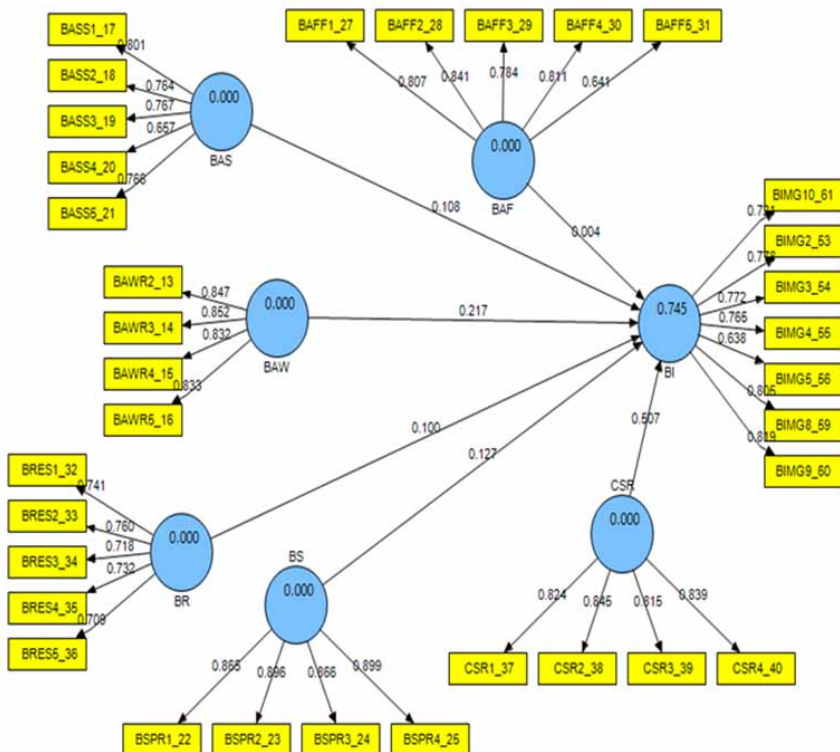 BASS1_17
0.801
BASS2_18
0.764
BASS3_19
0.767
BASS4_20
0.657
BASS5_21
0.768
0.000
BAS
BAFF1_27
BAFF2_28
BAFF3_29
BAFF4_30
BAFF5_31
0.807
0.841
0.784
0.811
0.641
0.000
BAF
0.108
0.004
BAWR2_13
0.847
BAWR3_14
0.852
BAWR4_15
0.832
BAWR5_16
0.833
0.000
BAW
0.217
0.745
BI
BIMG10_61
BIMG2_53
0.772
BIMG3_54
0.765
BIMG4_55
0.638
BIMG5_56
0.805
BIMG8_59
0.819
BIMG9_60
BRES1_32
0.741
BRES2_33
0.760
BRES3_34
0.718
BRES4_35
0.732
BRES5_36
0.709
0.000
BR
0.100
0.127
0.507
BS
0.000
0.865
0.896
0.866
0.899
BSPR1_22
BSPR2_23
BSPR3_24
BSPR4_25
CSR
0.000
0.824
0.845
0.815
0.839
CSR1_37
CSR2_38
CSR3_39
CSR4_40